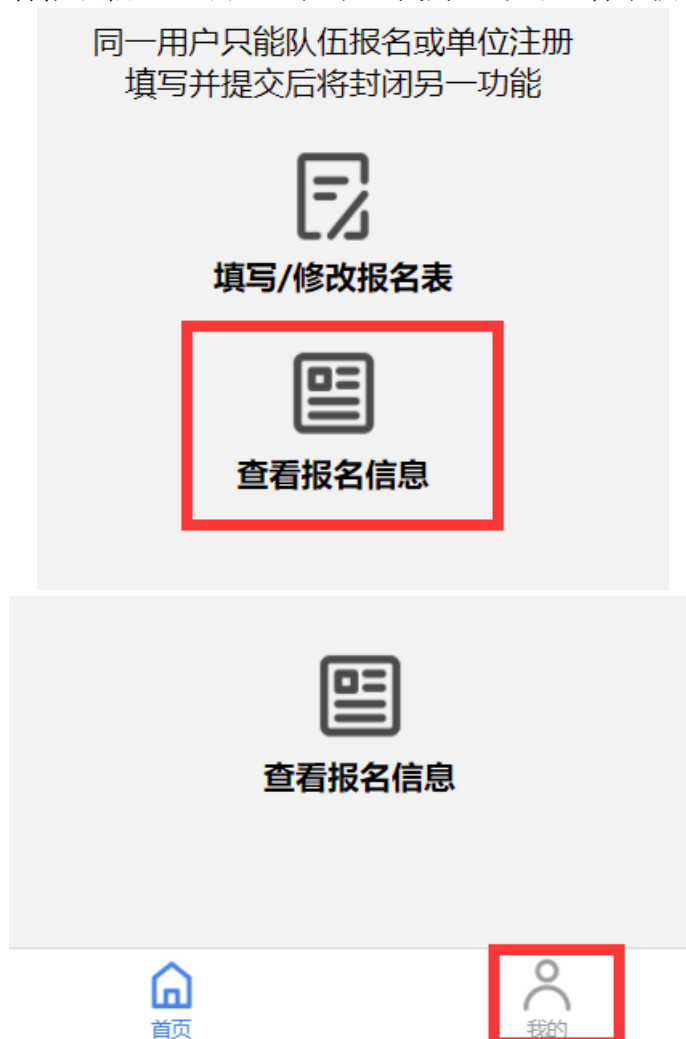 同一用户只能队伍报名或单位注册
填写并提交后将封闭另一功能
填写/修改报名表
查看报名信息
查看报名信息
首页
我的